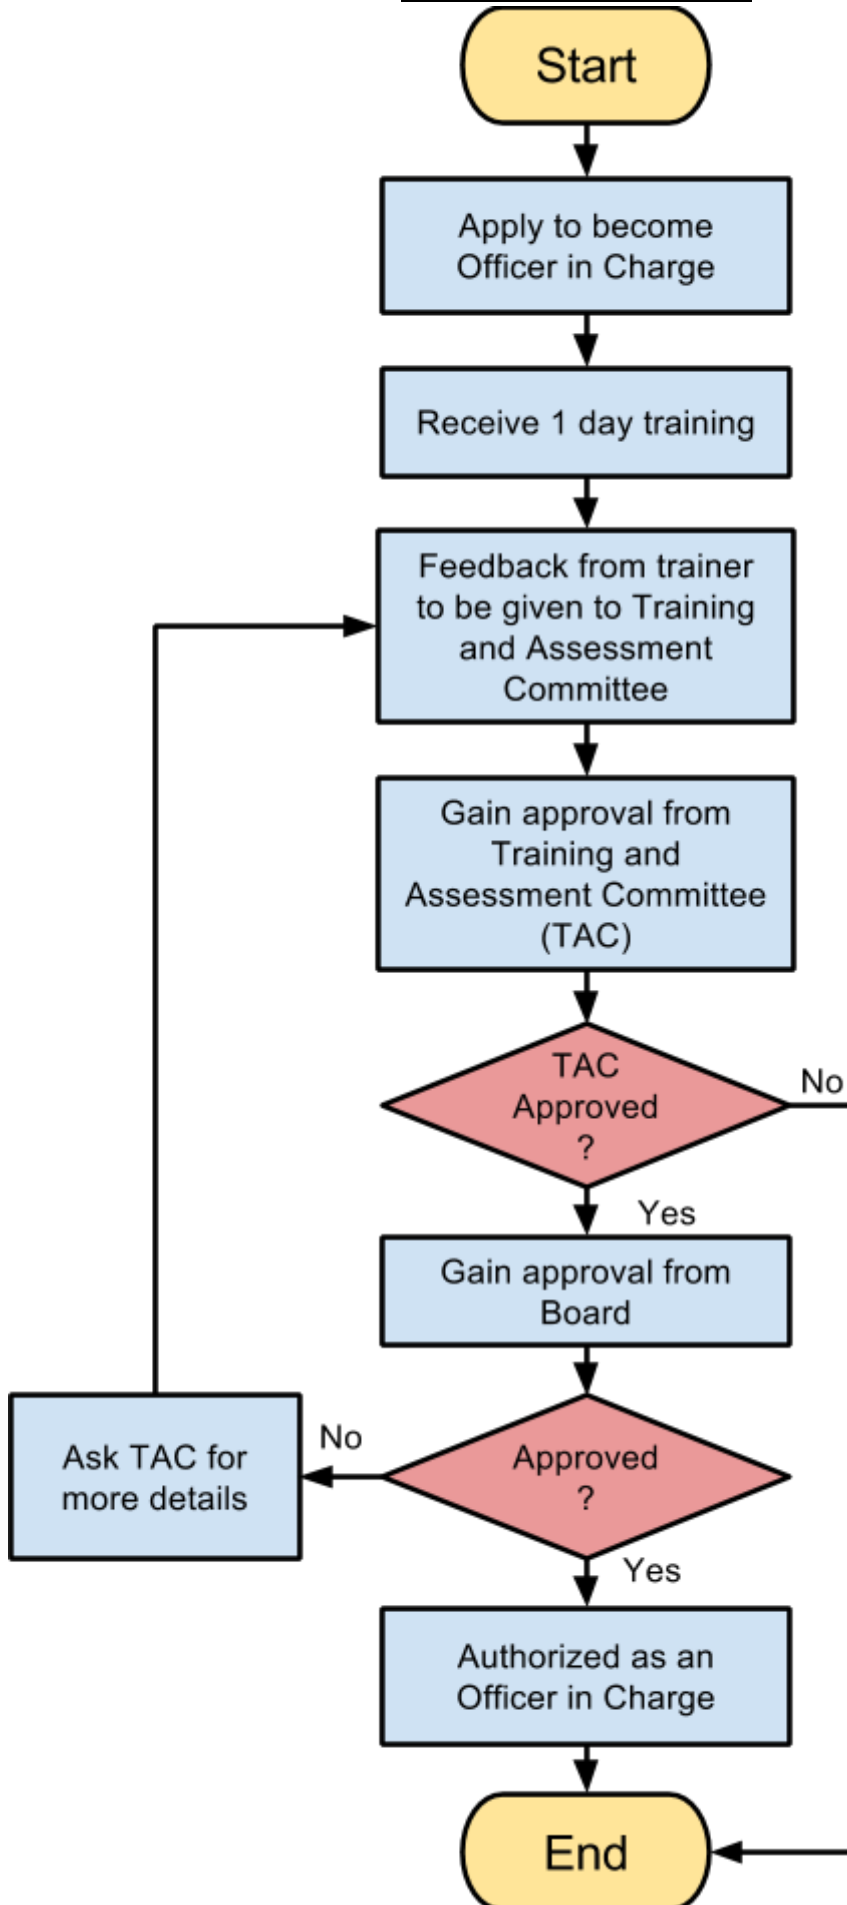 Start
Apply to become
Officer in Charge
Receive 1 day training
Feedback from trainer
to be given to Training
and Assessment
Committee
Gain approval from
Training and
Assessment Committee
(TAC)
TAC
Approved
?
No
Yes
Gain approval from
Board
Approved
?
No
Ask TAC for
more details
Yes
Authorized as an
Officer in Charge
End